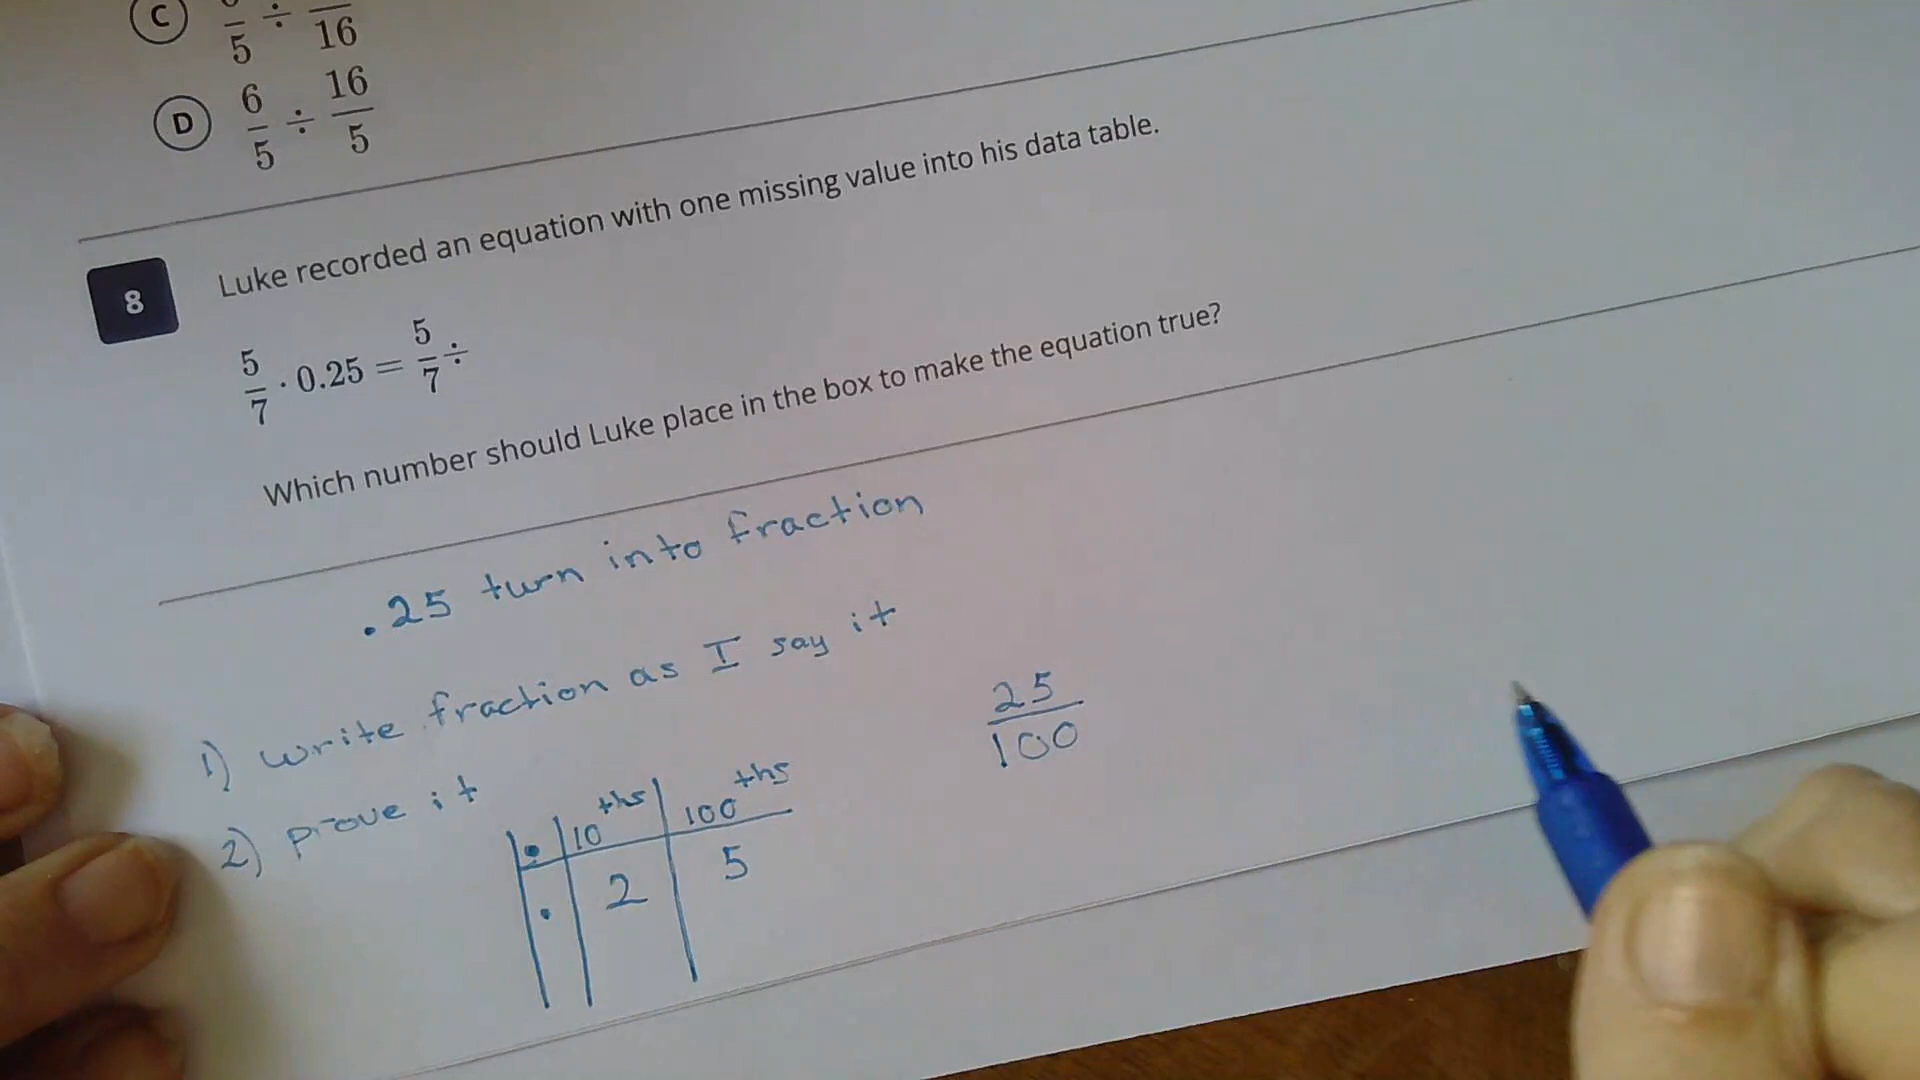 C 5 ÷ 16
D 6/5 ÷ 16/5
8 Luke recorded an equation with one missing value into his data table.
5/7 · 0.25 = 5/7 ÷
Which number should Luke place in the box to make the equation true?
.25 turn into fraction
1) write fraction as I say it
25/100
2) prove it
. 10ths 100ths
. 2 5